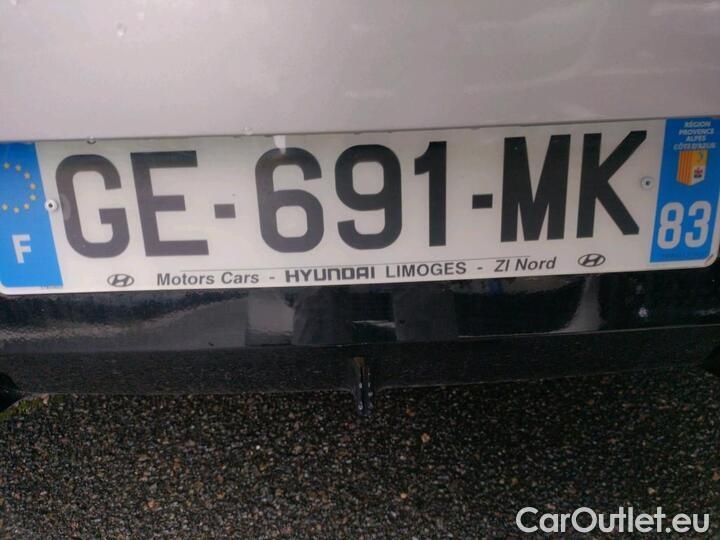 F
GE-691-MK
RÉGION
PROVENCE
ALPES
CÔTE D'AZUR
83
Motors Cars - HYUNDAI LIMOGES - ZI Nord
CarOutlet.eu